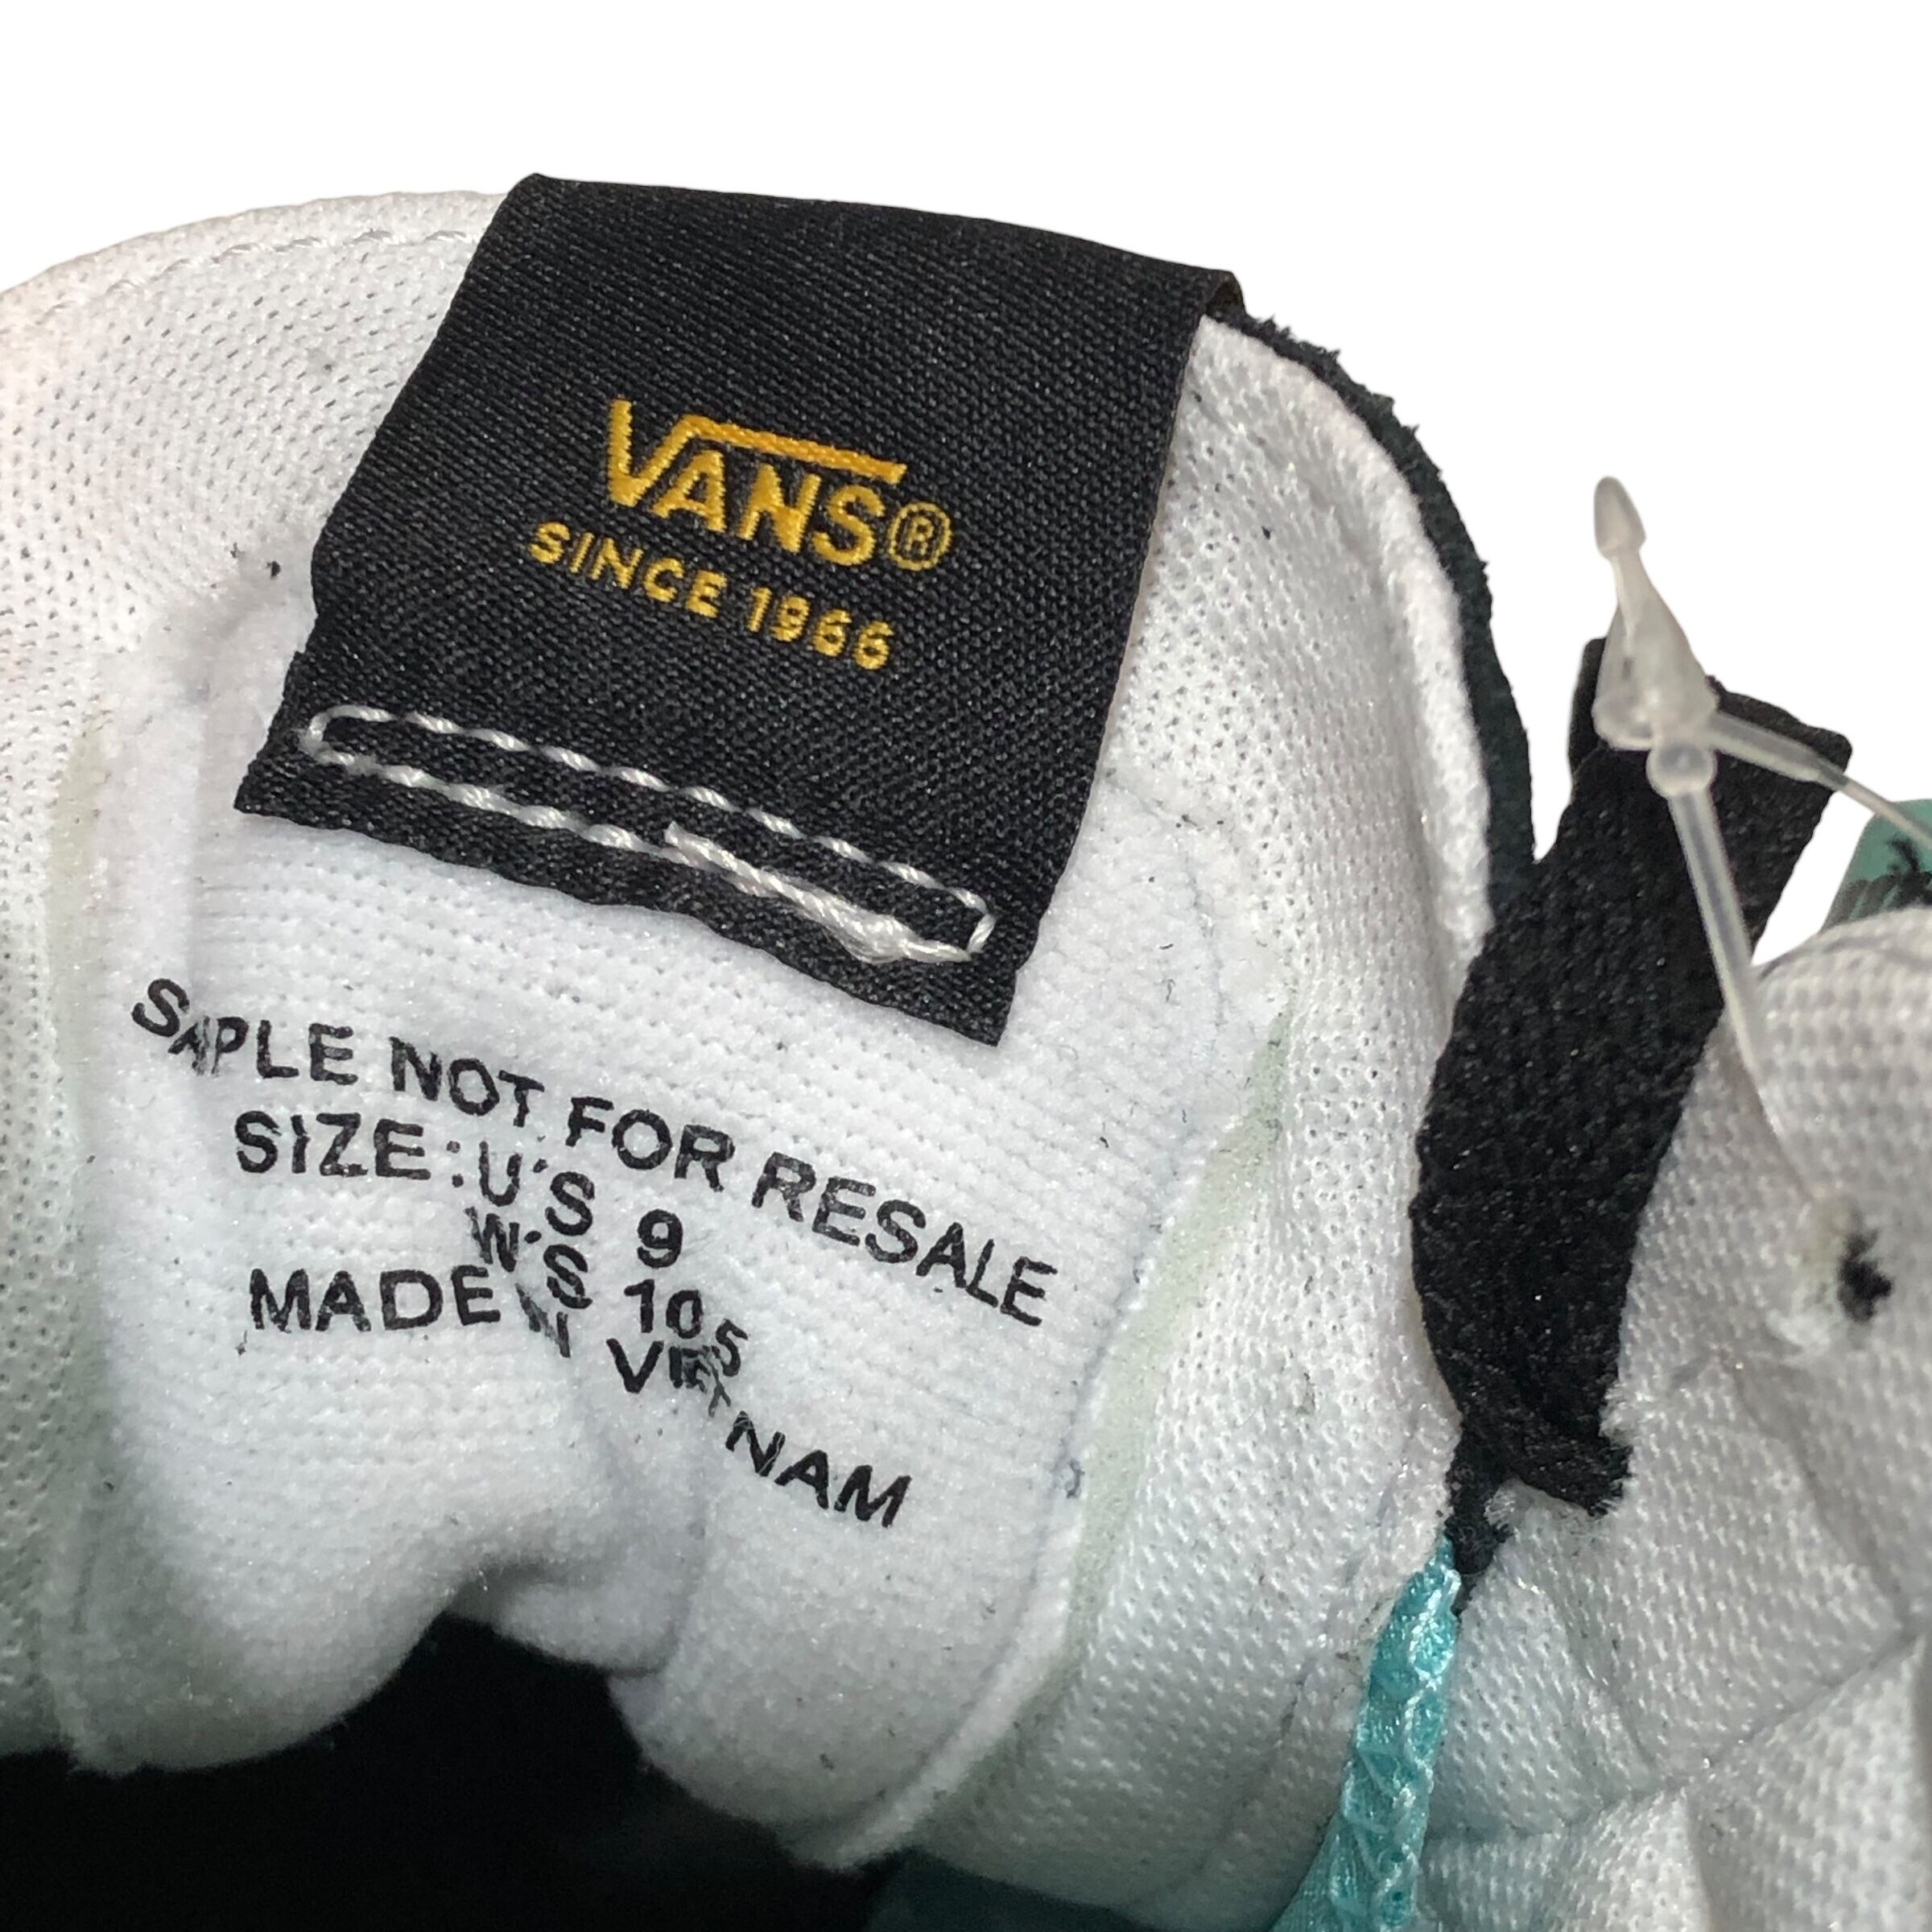 VANS®
SINCE 1966
SAPLE NOT FOR RESALE
SIZE: U·S 9
W·S 10 5
MADE IN VIETNAM